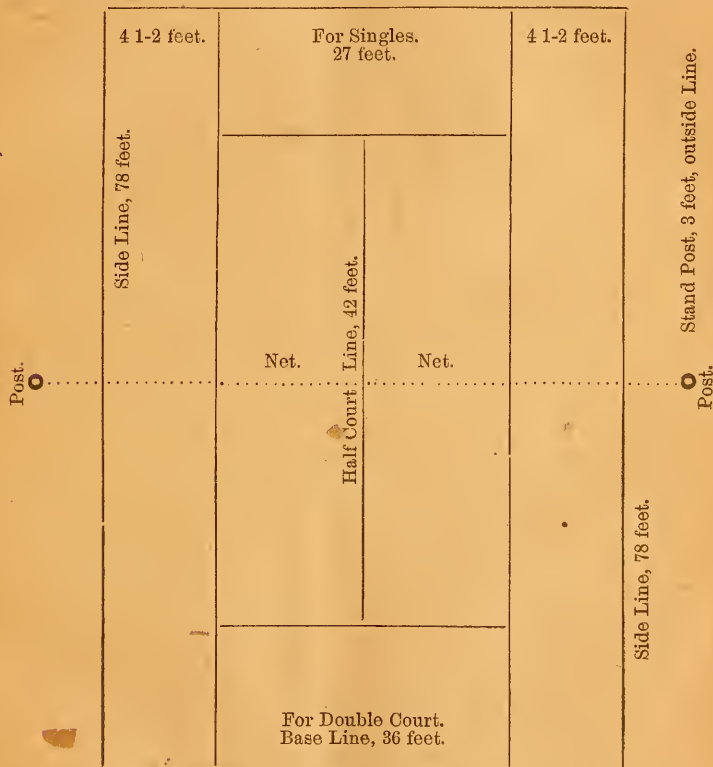 4 1-2 feet.
For Singles.
27 feet.
4 1-2 feet.
Side Line, 78 feet.
Stand Post, 3 feet, outside Line.
Half Court Line, 42 feet.
Net.
Net.
Post.
Post.
Side Line, 78 feet.
For Double Court.
Base Line, 36 feet.